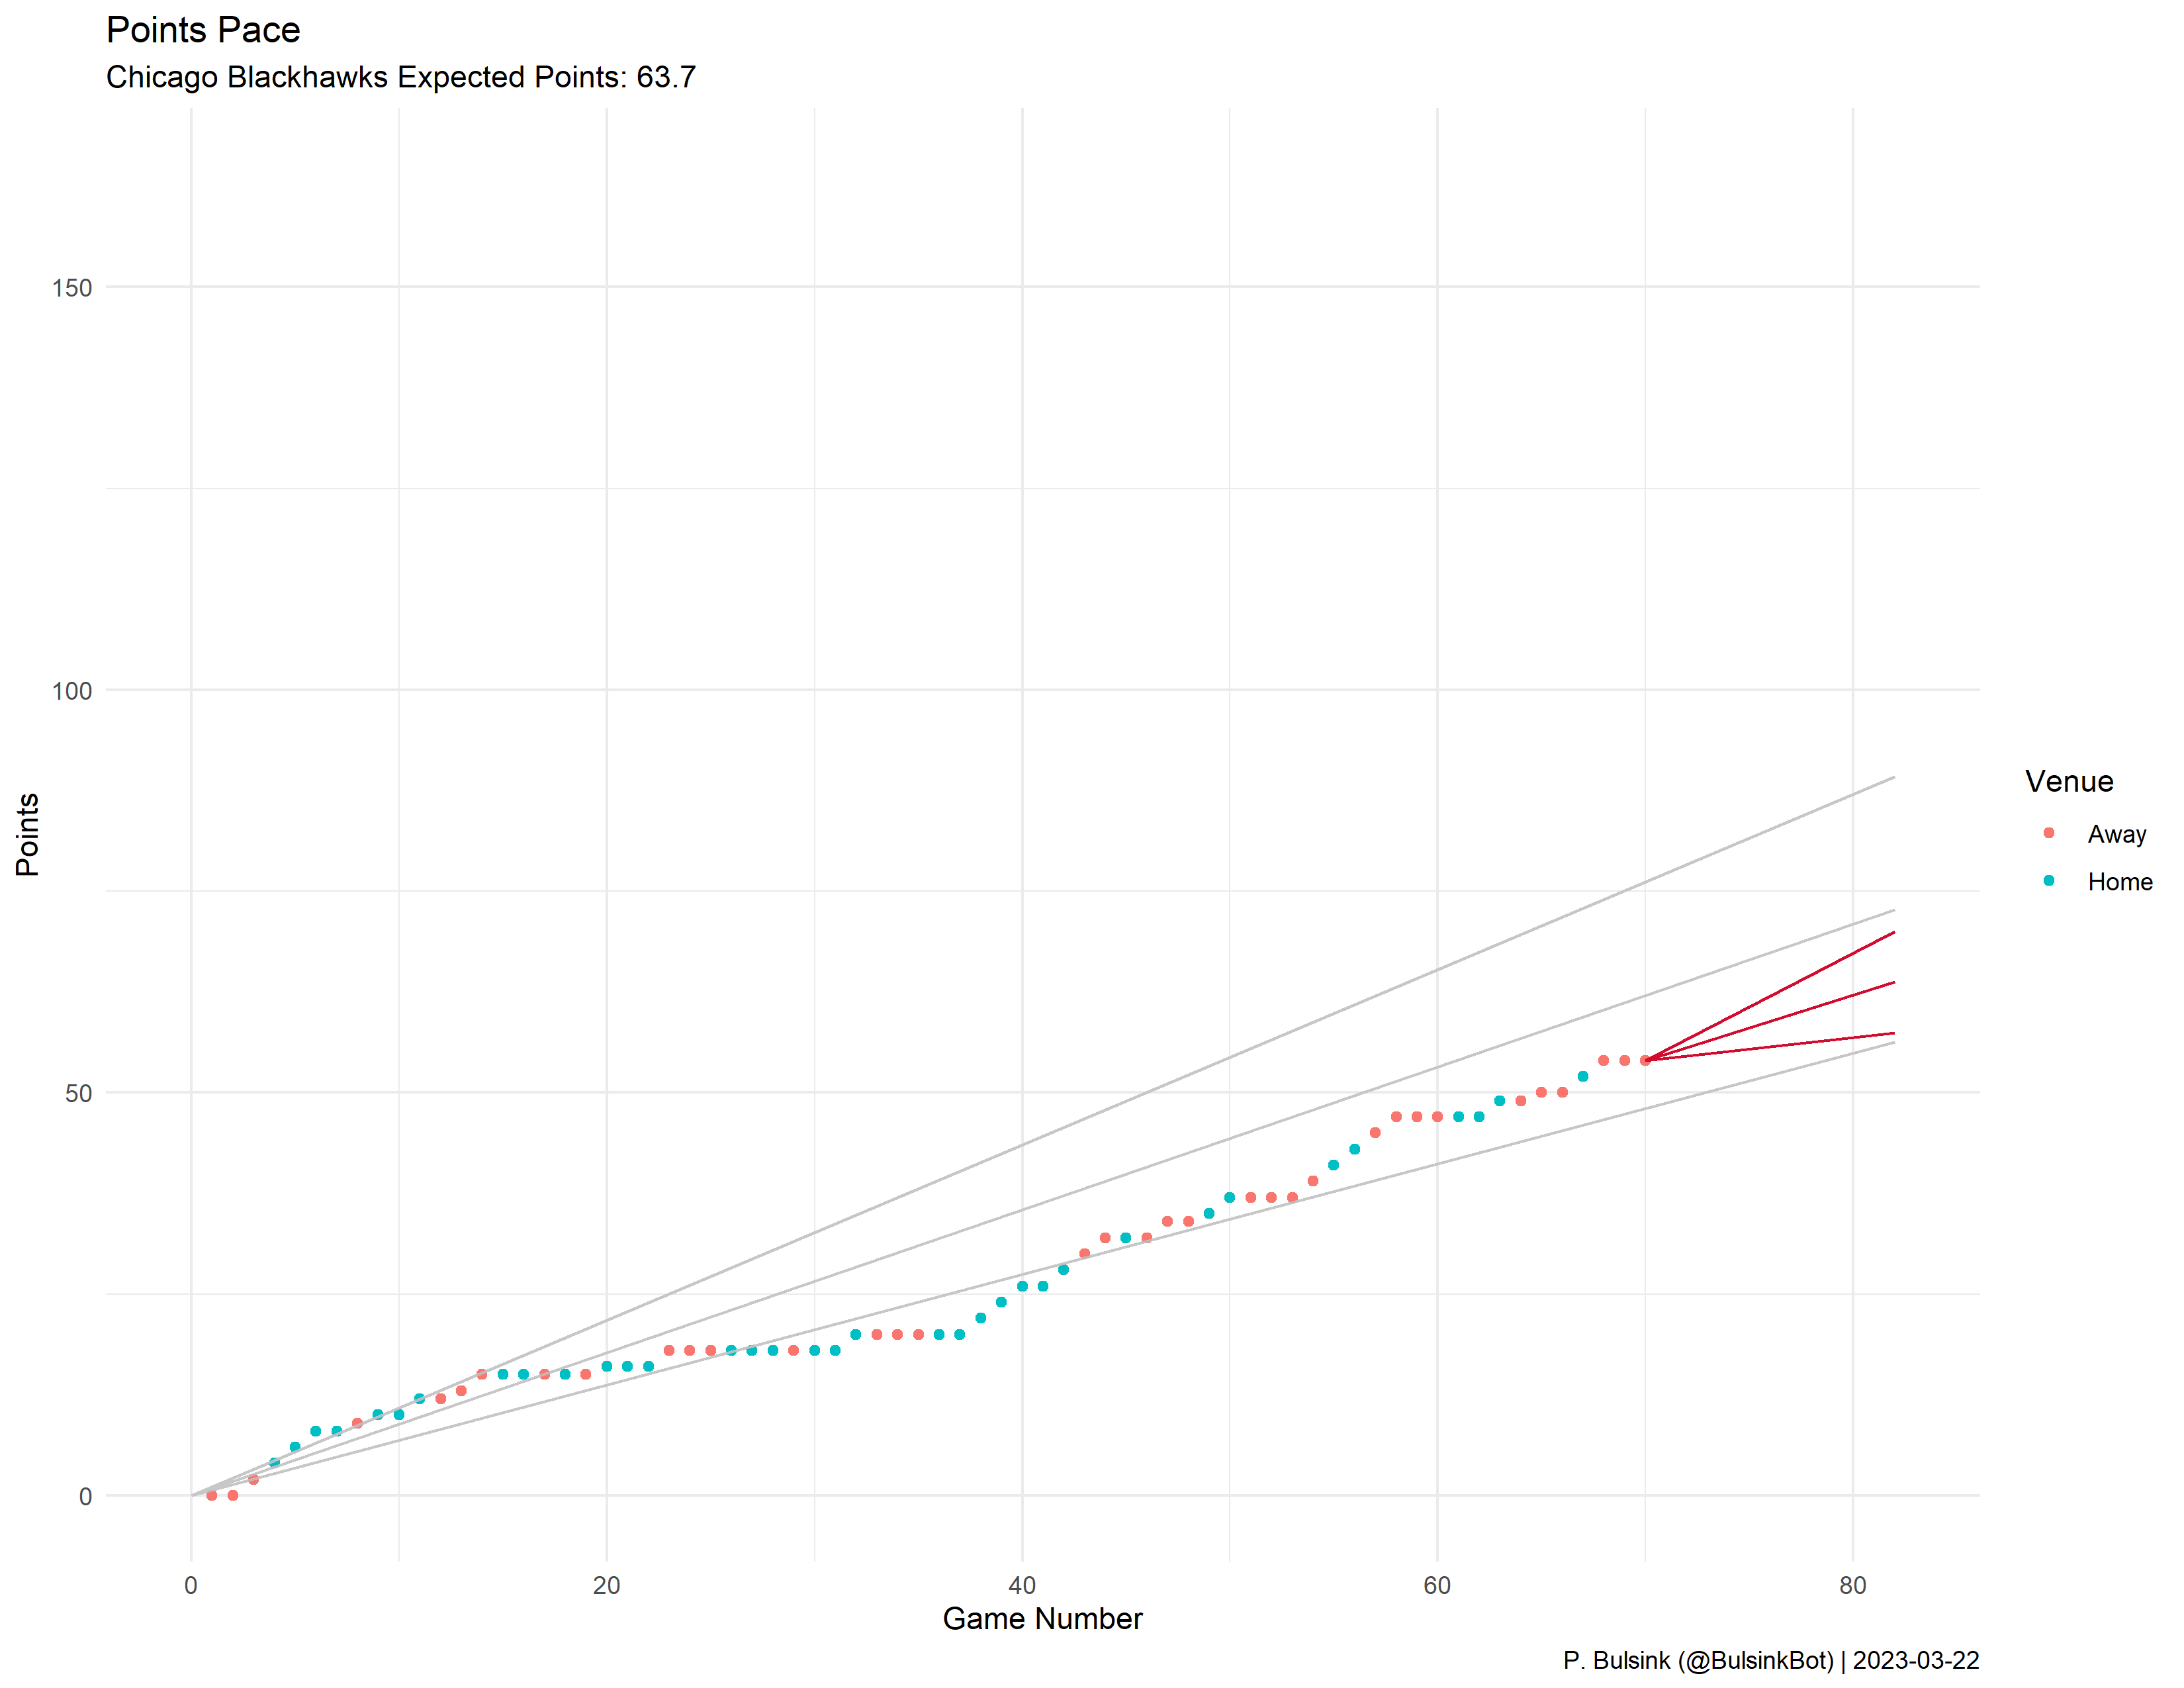 Points Pace
Chicago Blackhawks Expected Points: 63.7
150
100
50
0
Points
0 20 40 60 80
Game Number
Venue
Away
Home
P. Bulsink (@BulsinkBot) | 2023-03-22